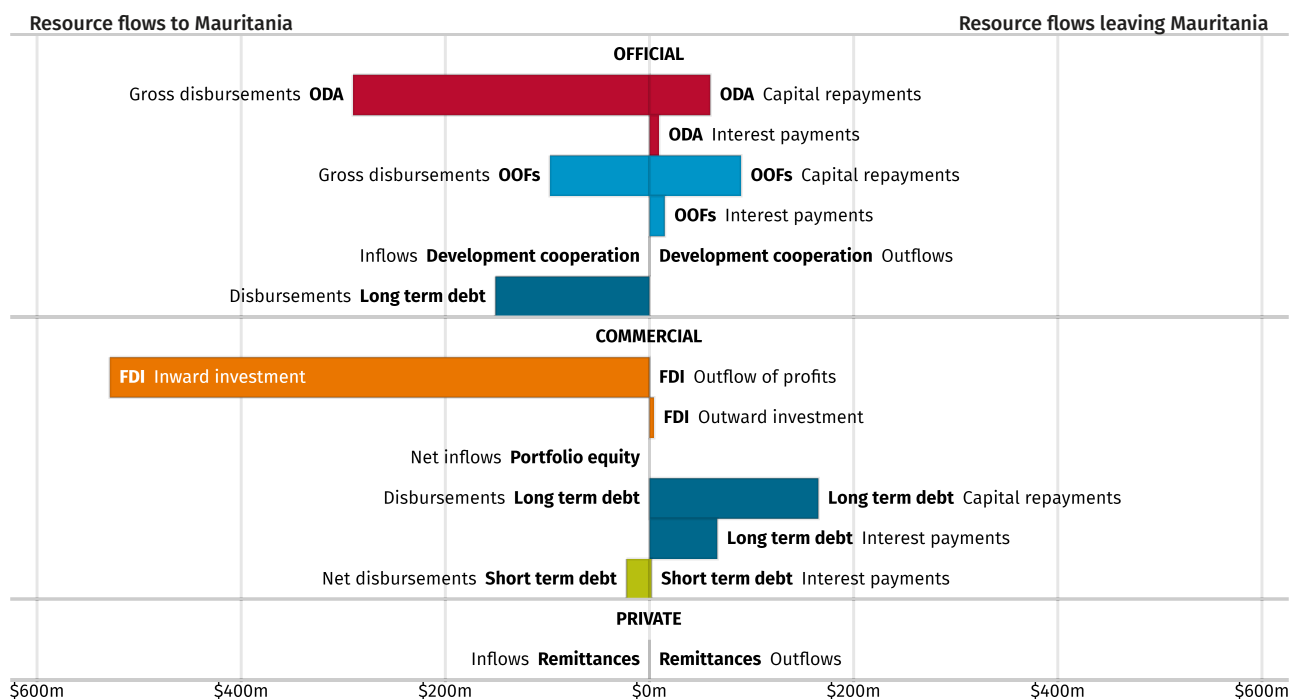 Resource flows to Mauritania Resource flows leaving Mauritania
OFFICIAL
Gross disbursements ODA ODA Capital repayments
ODA Interest payments
Gross disbursements OOFs OOFs Capital repayments
OOFs Interest payments
Inflows Development cooperation Development cooperation Outflows
Disbursements Long term debt
COMMERCIAL
FDI Inward investment FDI Outflow of profits
FDI Outward investment
Net inflows Portfolio equity
Disbursements Long term debt Long term debt Capital repayments
Long term debt Interest payments
Net disbursements Short term debt Short term debt Interest payments
PRIVATE
Inflows Remittances Remittances Outflows
$600m $400m $200m $0m $200m $400m $600m